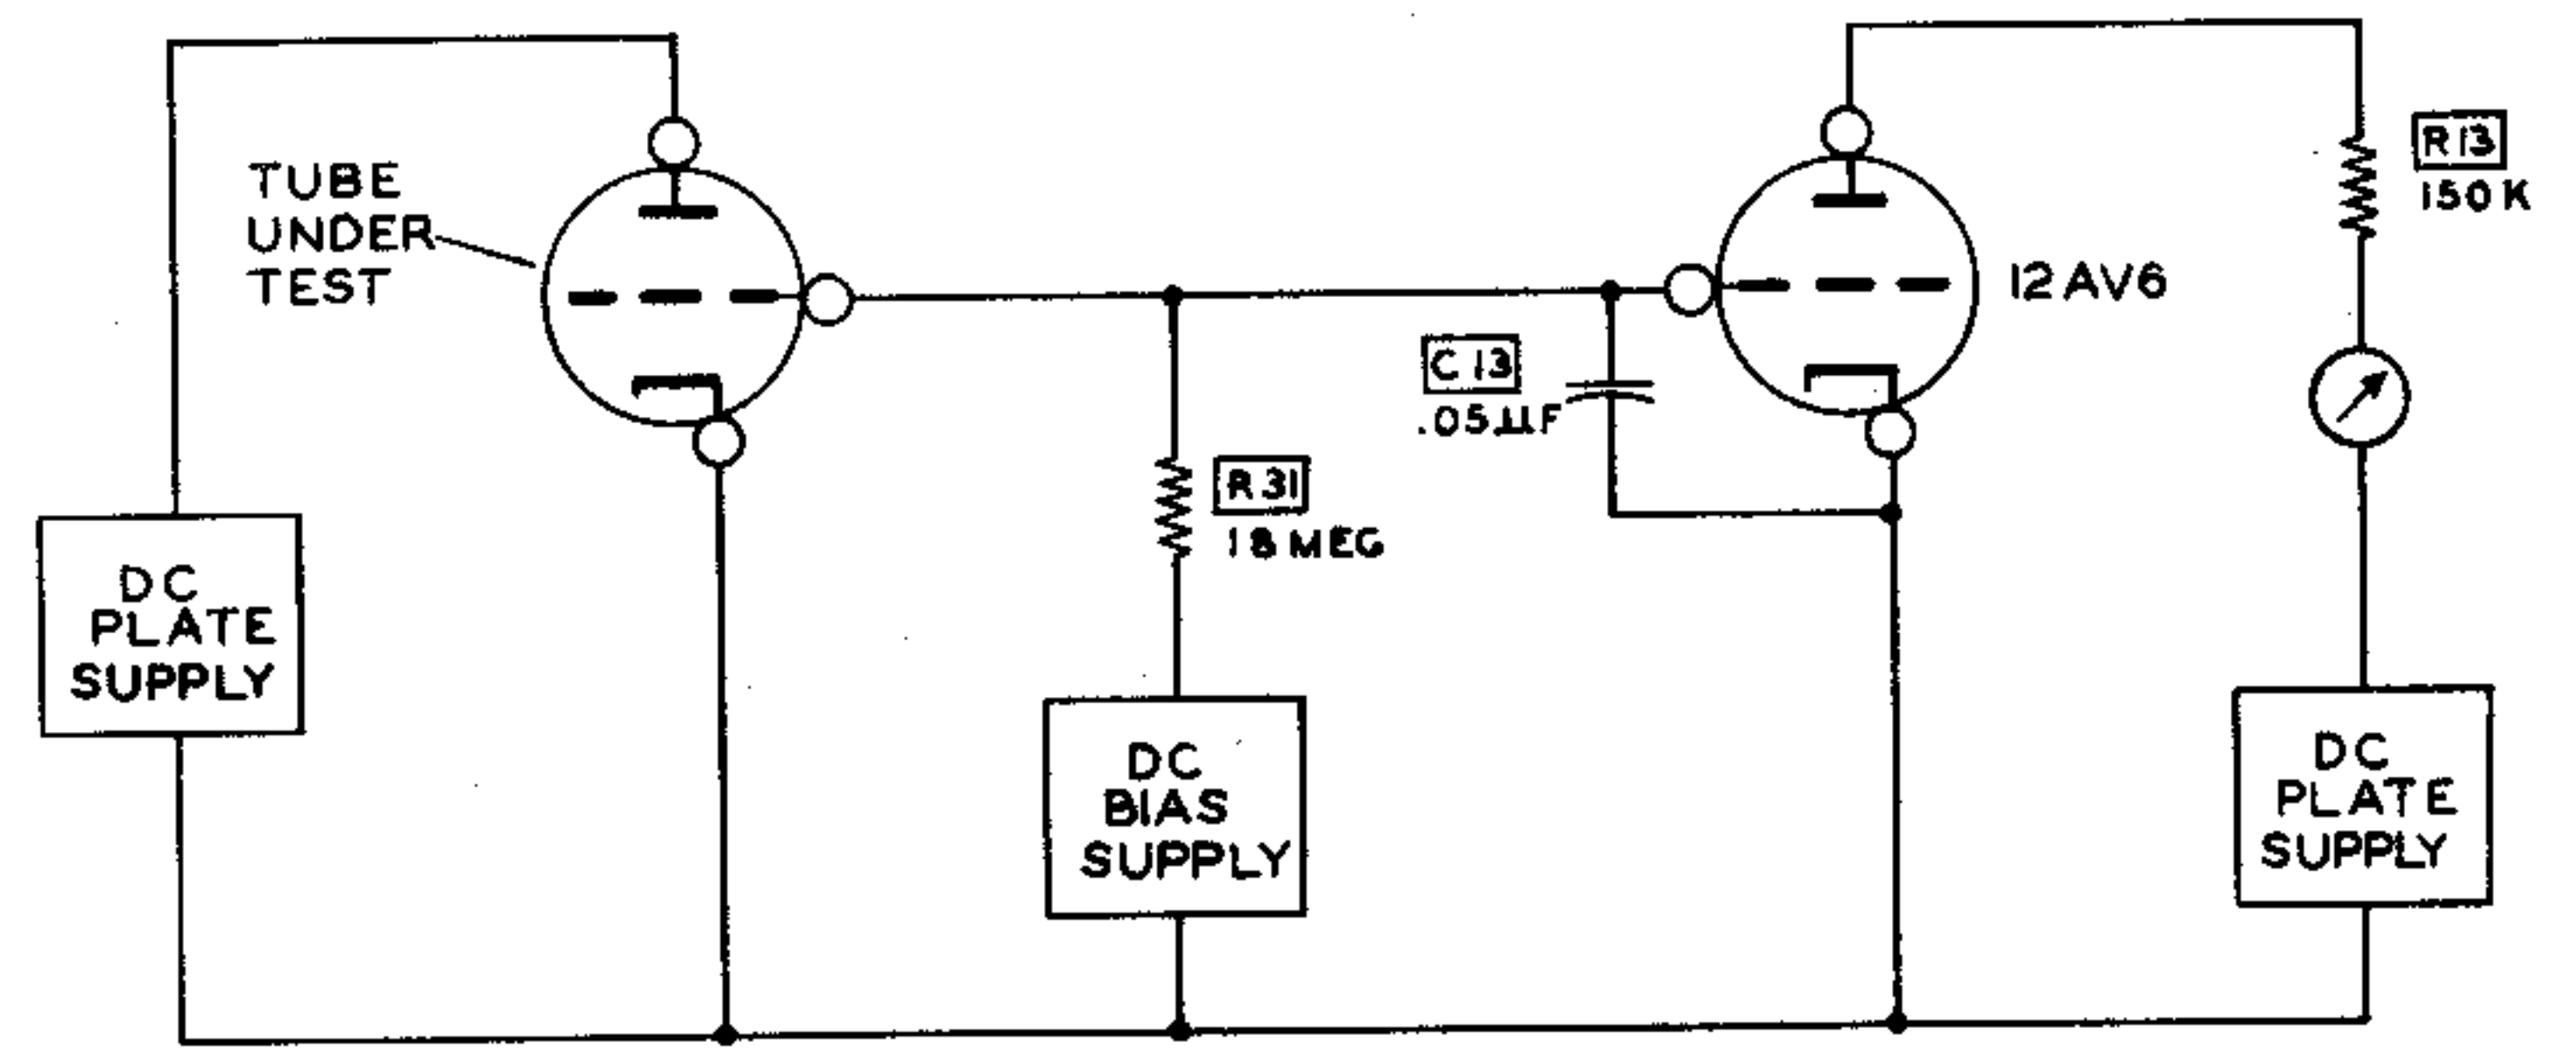 TUBE
UNDER
TEST
R13
150K
12AV6
C13
.05µF
R31
18 MEG
DC
PLATE
SUPPLY
DC
BIAS
SUPPLY
DC
PLATE
SUPPLY